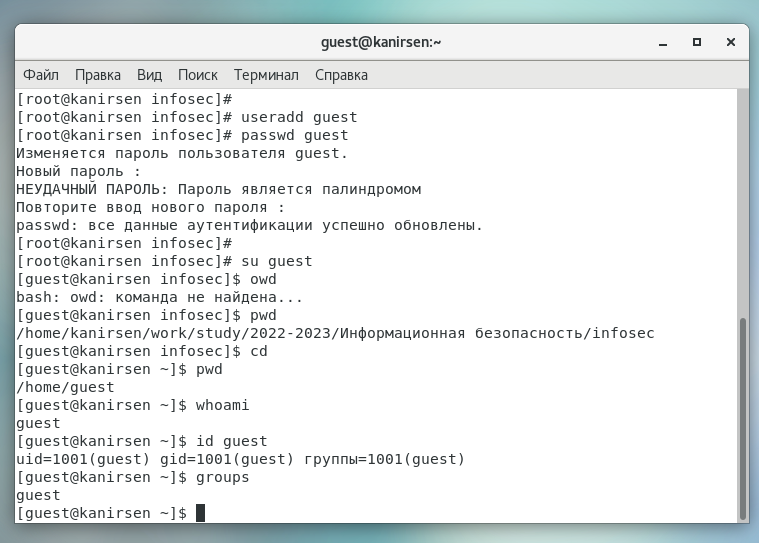 guest@kanirsen:~
Файл Правка Вид Поиск Терминал Справка
[root@kanirsen infosec]#
[root@kanirsen infosec]# useradd guest
[root@kanirsen infosec]# passwd guest
Изменяется пароль пользователя guest.
Новый пароль :
НЕУДАЧНЫЙ ПАРОЛЬ: Пароль является палиндромом
Повторите ввод нового пароля :
passwd: все данные аутентификации успешно обновлены.
[root@kanirsen infosec]#
[root@kanirsen infosec]# su guest
[guest@kanirsen infosec]$ owd
bash: owd: команда не найдена...
[guest@kanirsen infosec]$ pwd
/home/kanirsen/work/study/2022-2023/Информационная безопасность/infosec
[guest@kanirsen infosec]$ cd
[guest@kanirsen ~]$ pwd
/home/guest
[guest@kanirsen ~]$ whoami
guest
[guest@kanirsen ~]$ id guest
uid=1001(guest) gid=1001(guest) группы=1001(guest)
[guest@kanirsen ~]$ groups
guest
[guest@kanirsen ~]$